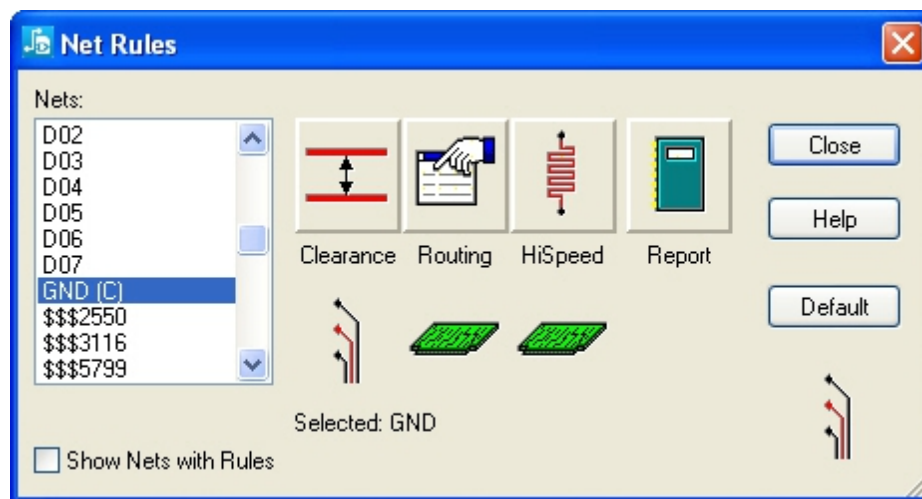 Net Rules
Nets:
D02
D03
D04
D05
D06
D07
GND (C)
$$$2550
$$$3116
$$$5799
Clearance Routing HiSpeed Report
Selected: GND
Show Nets with Rules
Close
Help
Default